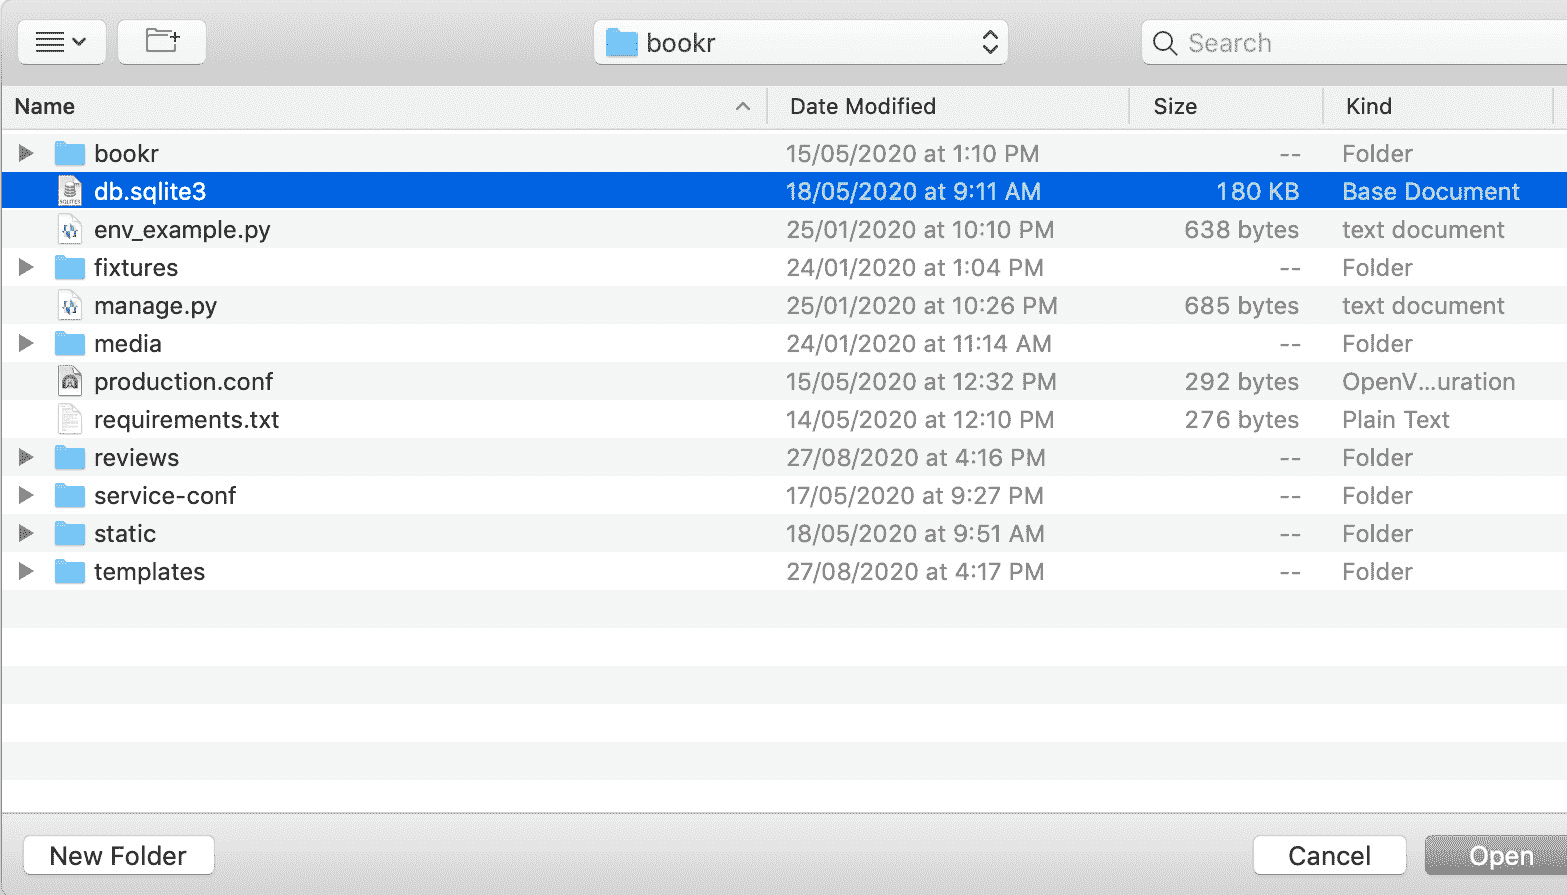 bookr Search
Name Date Modified Size Kind
bookr 15/05/2020 at 1:10 PM -- Folder
db.sqlite3 18/05/2020 at 9:11 AM 180 KB Base Document
env_example.py 25/01/2020 at 10:10 PM 638 bytes text document
fixtures 24/01/2020 at 1:04 PM -- Folder
manage.py 25/01/2020 at 10:26 PM 685 bytes text document
media 24/01/2020 at 11:14 AM -- Folder
production.conf 15/05/2020 at 12:32 PM 292 bytes OpenV...uration
requirements.txt 14/05/2020 at 12:10 PM 276 bytes Plain Text
reviews 27/08/2020 at 4:16 PM -- Folder
service-conf 17/05/2020 at 9:27 PM -- Folder
static 18/05/2020 at 9:51 AM -- Folder
templates 27/08/2020 at 4:17 PM -- Folder
New Folder Cancel Open